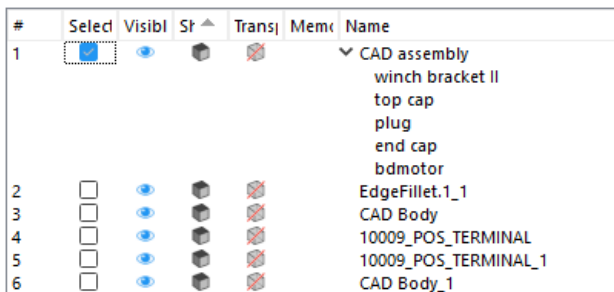 # Select Visibl Sh Transp Memo Name
1 CAD assembly
winch bracket II
top cap
plug
end cap
bdmotor
2 EdgeFillet.1_1
3 CAD Body
4 10009_POS_TERMINAL
5 10009_POS_TERMINAL_1
6 CAD Body_1